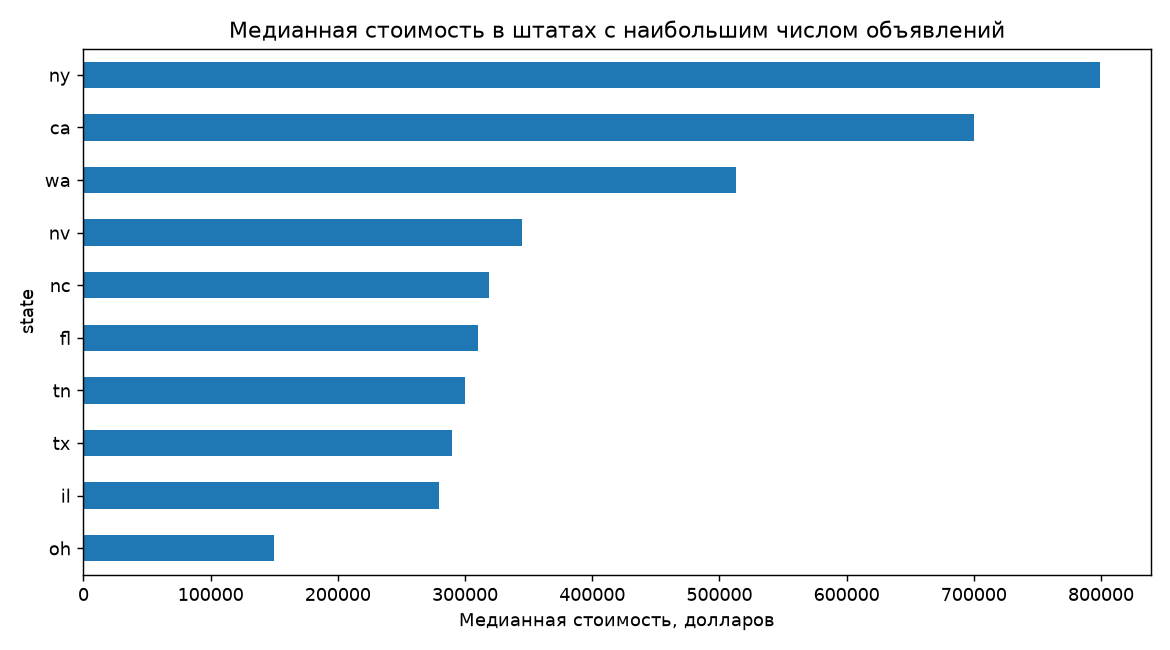 Медианная стоимость в штатах с наибольшим числом объявлений
ny
ca
wa
nv
nc
fl
tn
tx
il
oh
state
0 100000 200000 300000 400000 500000 600000 700000 800000
Медианная стоимость, долларов